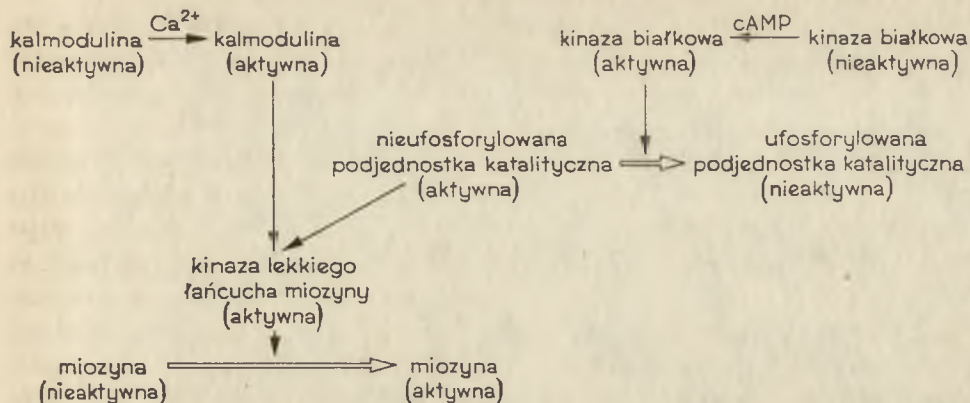 kalmodulina Ca²⁺ kalmodulina
(nieaktywna) (aktywna)
kinaza białkowa cAMP kinaza białkowa
(aktywna) (nieaktywna)
nieufosforylowana
podjednostka katalityczna
(aktywna)
ufosforylowana
podjednostka katalityczna
(nieaktywna)
kinaza lekkiego
łańcucha miozyny
(aktywna)
miozyna miozyna
(nieaktywna) (aktywna)